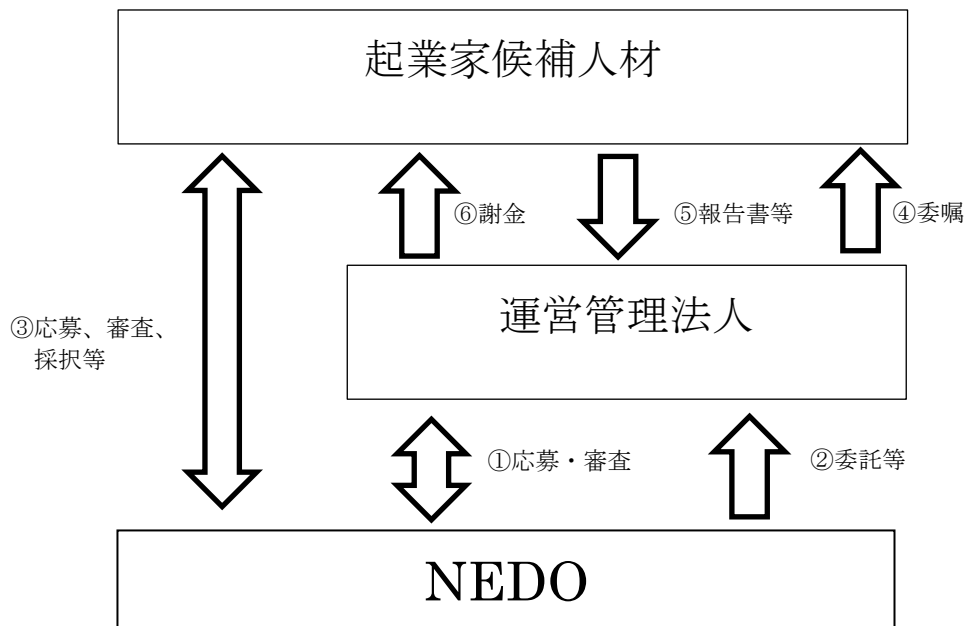 起業家候補人材
⑥謝金
⑤報告書等
④委嘱
③応募、審査、
採択等
運営管理法人
①応募・審査
②委託等
NEDO